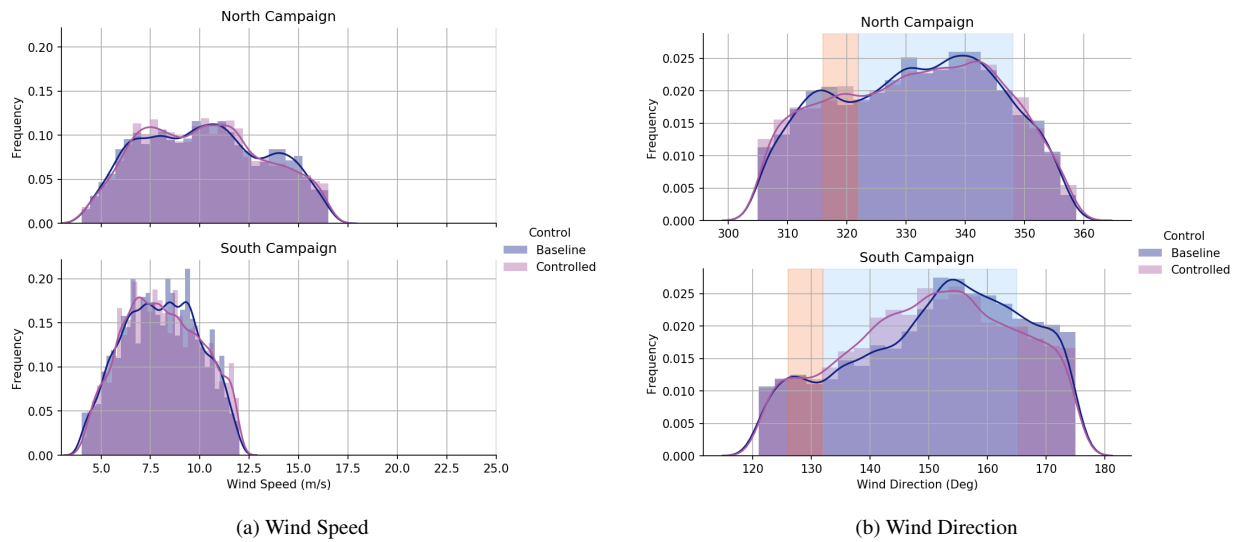 North Campaign
0.20
0.15
0.10
0.05
0.00
Frequency
South Campaign
0.20
0.15
0.10
0.05
0.00
Frequency
5.0 7.5 10.0 12.5 15.0 17.5 20.0 22.5 25.0
Wind Speed (m/s)
Control
Baseline
Controlled
(a) Wind Speed
North Campaign
0.025
0.020
0.015
0.010
0.005
0.000
Frequency
300 310 320 330 340 350 360
South Campaign
0.025
0.020
0.015
0.010
0.005
0.000
Frequency
120 130 140 150 160 170 180
Wind Direction (Deg)
Control
Baseline
Controlled
(b) Wind Direction